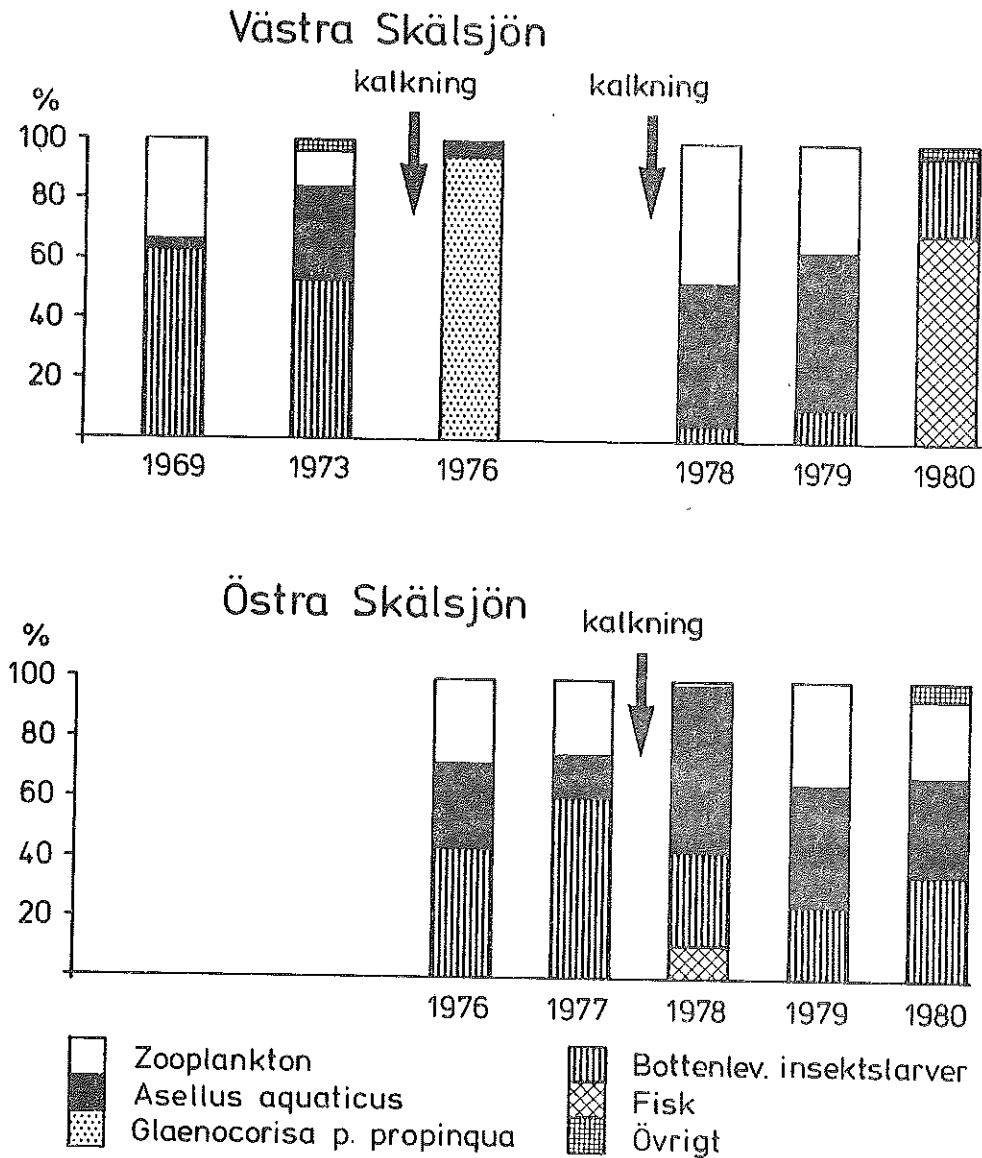 Västra Skälsjön
kalkning kalkning
%
100
80
60
40
20
1969 1973 1976 1978 1979 1980
Östra Skälsjön
kalkning
%
100
80
60
40
20
1976 1977 1978 1979 1980
Zooplankton
Asellus aquaticus
Glaenocorisa p. propinqua
Bottenlev. insektslarver
Fisk
Övrigt